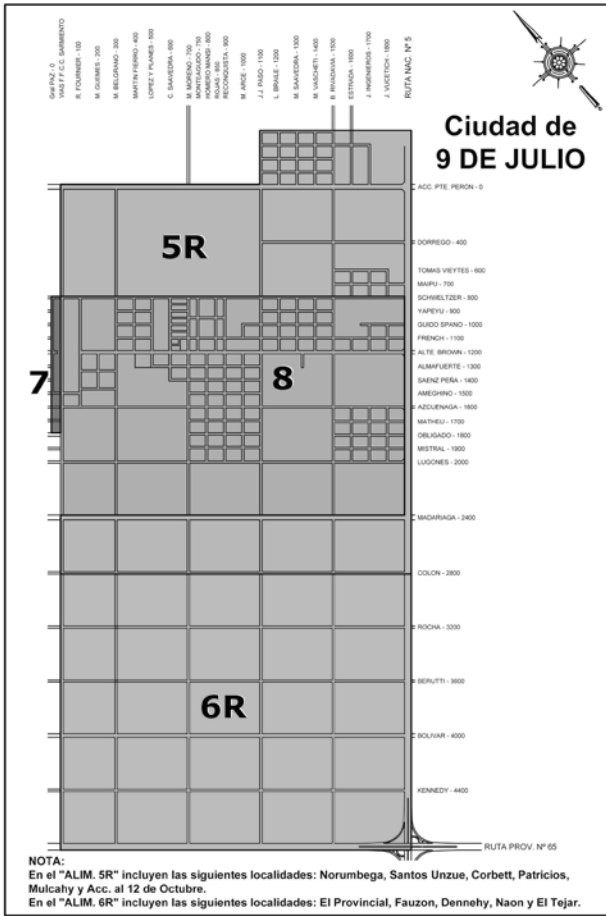 Gral PAZ - 0
VIAS F.F.C.C. SARMIENTO
R. FOURNIER - 100
M. GUEMES - 200
M. BELGRANO - 300
MARTIN FIERRO - 400
LOPEZ Y PLANES - 500
C. SAAVEDRA - 600
M. MORENO - 700
MONTEAGUDO - 750
HOMERO MANSI - 800
ROJAS - 850
RECONQUISTA - 900
M. ARCE - 1000
J.J. PASO - 1100
L. BRAILE - 1200
M. SAAVEDRA - 1300
M. VASCHETI - 1400
B. RIVADAVIA - 1500
ESTRADA - 1600
J. INGENIEROS - 1700
J. VUCETICH - 1800
RUTA NAC. Nº 5
Ciudad de
9 DE JULIO
ACC. PTE. PERON - 0
DORREGO - 400
5R
TOMAS VIEYTES - 600
MAIPU - 700
SCHWELTZER - 800
YAPEYU - 900
GUIDO SPANO - 1000
FRENCH - 1100
ALTE. BROWN - 1200
ALMAFUERTE - 1300
7
8
SAENZ PEÑA - 1400
AMEGHINO - 1500
AZCUENAGA - 1600
MATHEU - 1700
OBLIGADO - 1800
MISTRAL - 1900
LUGONES - 2000
MADARIAGA - 2400
COLON - 2800
ROCHA - 3200
BERUTTI - 3600
6R
BOLIVAR - 4000
KENNEDY - 4400
RUTA PROV. Nº 65
NOTA:
En el "ALIM. 5R" incluyen las siguientes localidades: Norumbega, Santos Unzue, Corbett, Patricios,
Mulcahy y Acc. al 12 de Octubre.
En el "ALIM. 6R" incluyen las siguientes localidades: El Provincial, Fauzon, Dennehy, Naon y El Tejar.